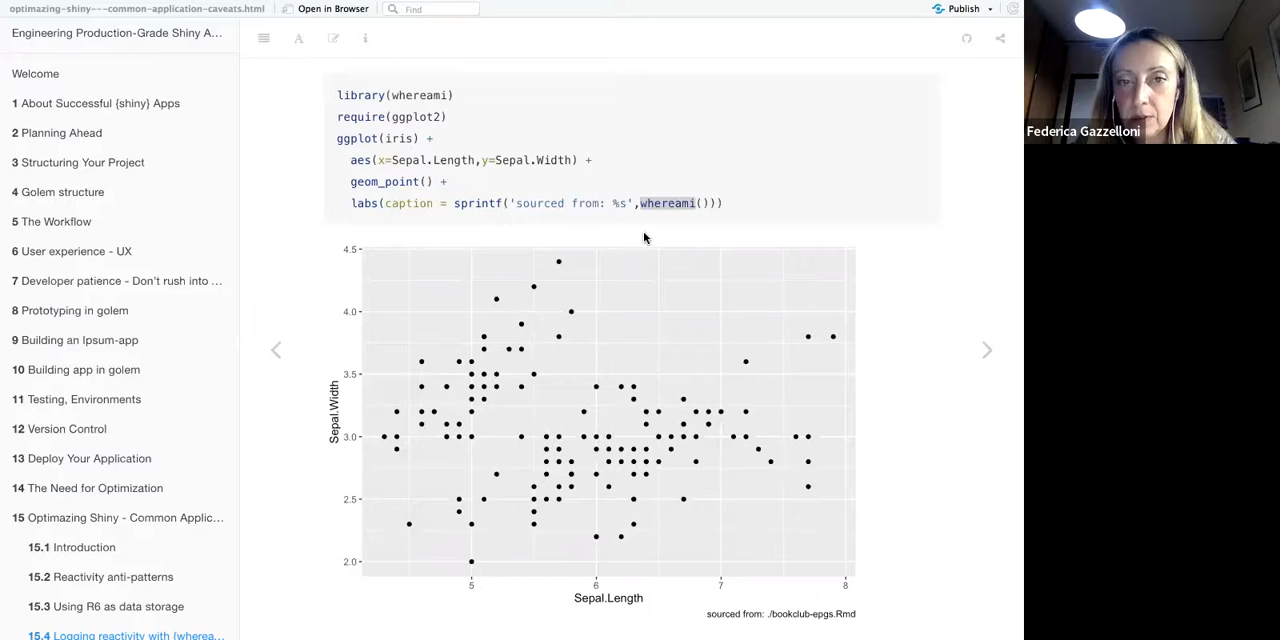 optimazing-shiny---common-application-caveats.html
Open in Browser
Find
Publish
Engineering Production-Grade Shiny A...
Welcome
1 About Successful {shiny} Apps
2 Planning Ahead
3 Structuring Your Project
4 Golem structure
5 The Workflow
6 User experience - UX
7 Developer patience - Don't rush into ...
8 Prototyping in golem
9 Building an Ipsum-app
10 Building app in golem
11 Testing, Environments
12 Version Control
13 Deploy Your Application
14 The Need for Optimization
15 Optimazing Shiny - Common Applic...
15.1 Introduction
15.2 Reactivity anti-patterns
15.3 Using R6 as data storage
15.4 Logging reactivity with {wherea...
library(whereami)
require(ggplot2)
ggplot(iris) +
aes(x=Sepal.Length,y=Sepal.Width) +
geom_point() +
labs(caption = sprintf('sourced from: %s',whereami()))
4.5
4.0
3.5
3.0
2.5
2.0
Sepal.Width
5
6
7
8
Sepal.Length
sourced from: ./bookclub-epgs.Rmd
Federica Gazzelloni